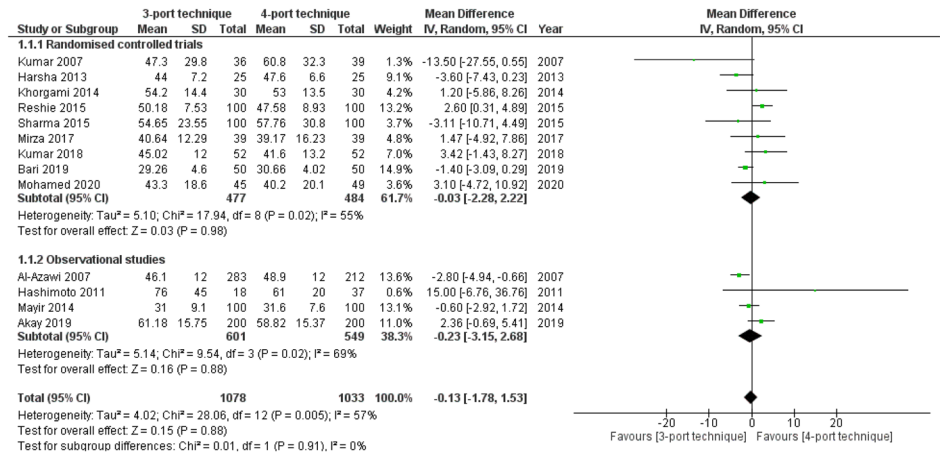 3-port technique 4-port technique Mean Difference Mean Difference
Study or Subgroup Mean SD Total Mean SD Total Weight IV, Random, 95% CI Year IV, Random, 95% CI
1.1.1 Randomised controlled trials
Kumar 2007 47.3 29.8 36 60.8 32.3 39 1.3% -13.50 [-27.55, 0.55] 2007
Harsha 2013 44 7.2 25 47.6 6.6 25 8.8% -3.60 [-7.43, 0.23] 2013
Khorgami 2014 54.2 14.4 30 53 13.5 30 4.2% 1.20 [-5.86, 8.26] 2014
Reshie 2015 50.18 7.53 100 47.58 8.93 100 13.2% 2.60 [0.31, 4.89] 2015
Sharma 2015 54.65 23.55 100 57.76 30.8 100 3.7% -3.11 [-10.71, 4.49] 2015
Mirza 2017 40.64 12.29 39 39.17 16.23 39 4.8% 1.47 [-4.92, 7.86] 2017
Kumar 2018 45.02 12 52 41.6 13.2 52 7.0% 3.42 [-1.43, 8.27] 2018
Bari 2019 29.26 4.6 50 30.66 4.02 50 14.9% -1.40 [-3.09, 0.29] 2019
Mohamed 2020 43.3 18.6 45 40.2 20.1 49 3.6% 3.10 [-4.72, 10.92] 2020
Subtotal (95% CI) 477 484 61.7% -0.03 [-2.28, 2.22]
Heterogeneity: Tau² = 5.10; Chi² = 17.94, df = 8 (P = 0.02); I² = 55%
Test for overall effect: Z = 0.03 (P = 0.98)
1.1.2 Observational studies
Al-Azawi 2007 46.1 12 283 48.9 12 212 13.6% -2.80 [-4.94, -0.66] 2007
Hashimoto 2011 76 45 18 61 20 37 0.6% 15.00 [-6.76, 36.76] 2011
Mayir 2014 31 9.1 100 31.6 7.6 100 13.1% -0.60 [-2.92, 1.72] 2014
Akay 2019 61.18 15.75 200 58.82 15.37 200 11.0% 2.36 [-0.69, 5.41] 2019
Subtotal (95% CI) 601 549 38.3% -0.23 [-3.15, 2.68]
Heterogeneity: Tau² = 5.14; Chi² = 9.54, df = 3 (P = 0.02); I² = 69%
Test for overall effect: Z = 0.16 (P = 0.88)
Total (95% CI) 1078 1033 100.0% -0.13 [-1.78, 1.53]
Heterogeneity: Tau² = 4.02; Chi² = 28.06, df = 12 (P = 0.005); I² = 57%
Test for overall effect: Z = 0.15 (P = 0.88)
Test for subgroup differences: Chi² = 0.01, df = 1 (P = 0.91), I² = 0%
-20 -10 0 10 20
Favours [3-port technique] Favours [4-port technique]